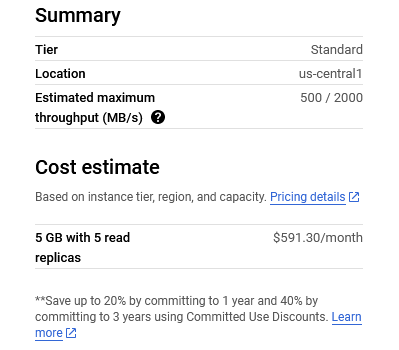 Summary
Tier Standard
Location us-central1
Estimated maximum 500 / 2000
throughput (MB/s) ?
Cost estimate
Based on instance tier, region, and capacity. Pricing details
5 GB with 5 read $591.30/month
replicas
**Save up to 20% by committing to 1 year and 40% by
committing to 3 years using Committed Use Discounts. Learn
more